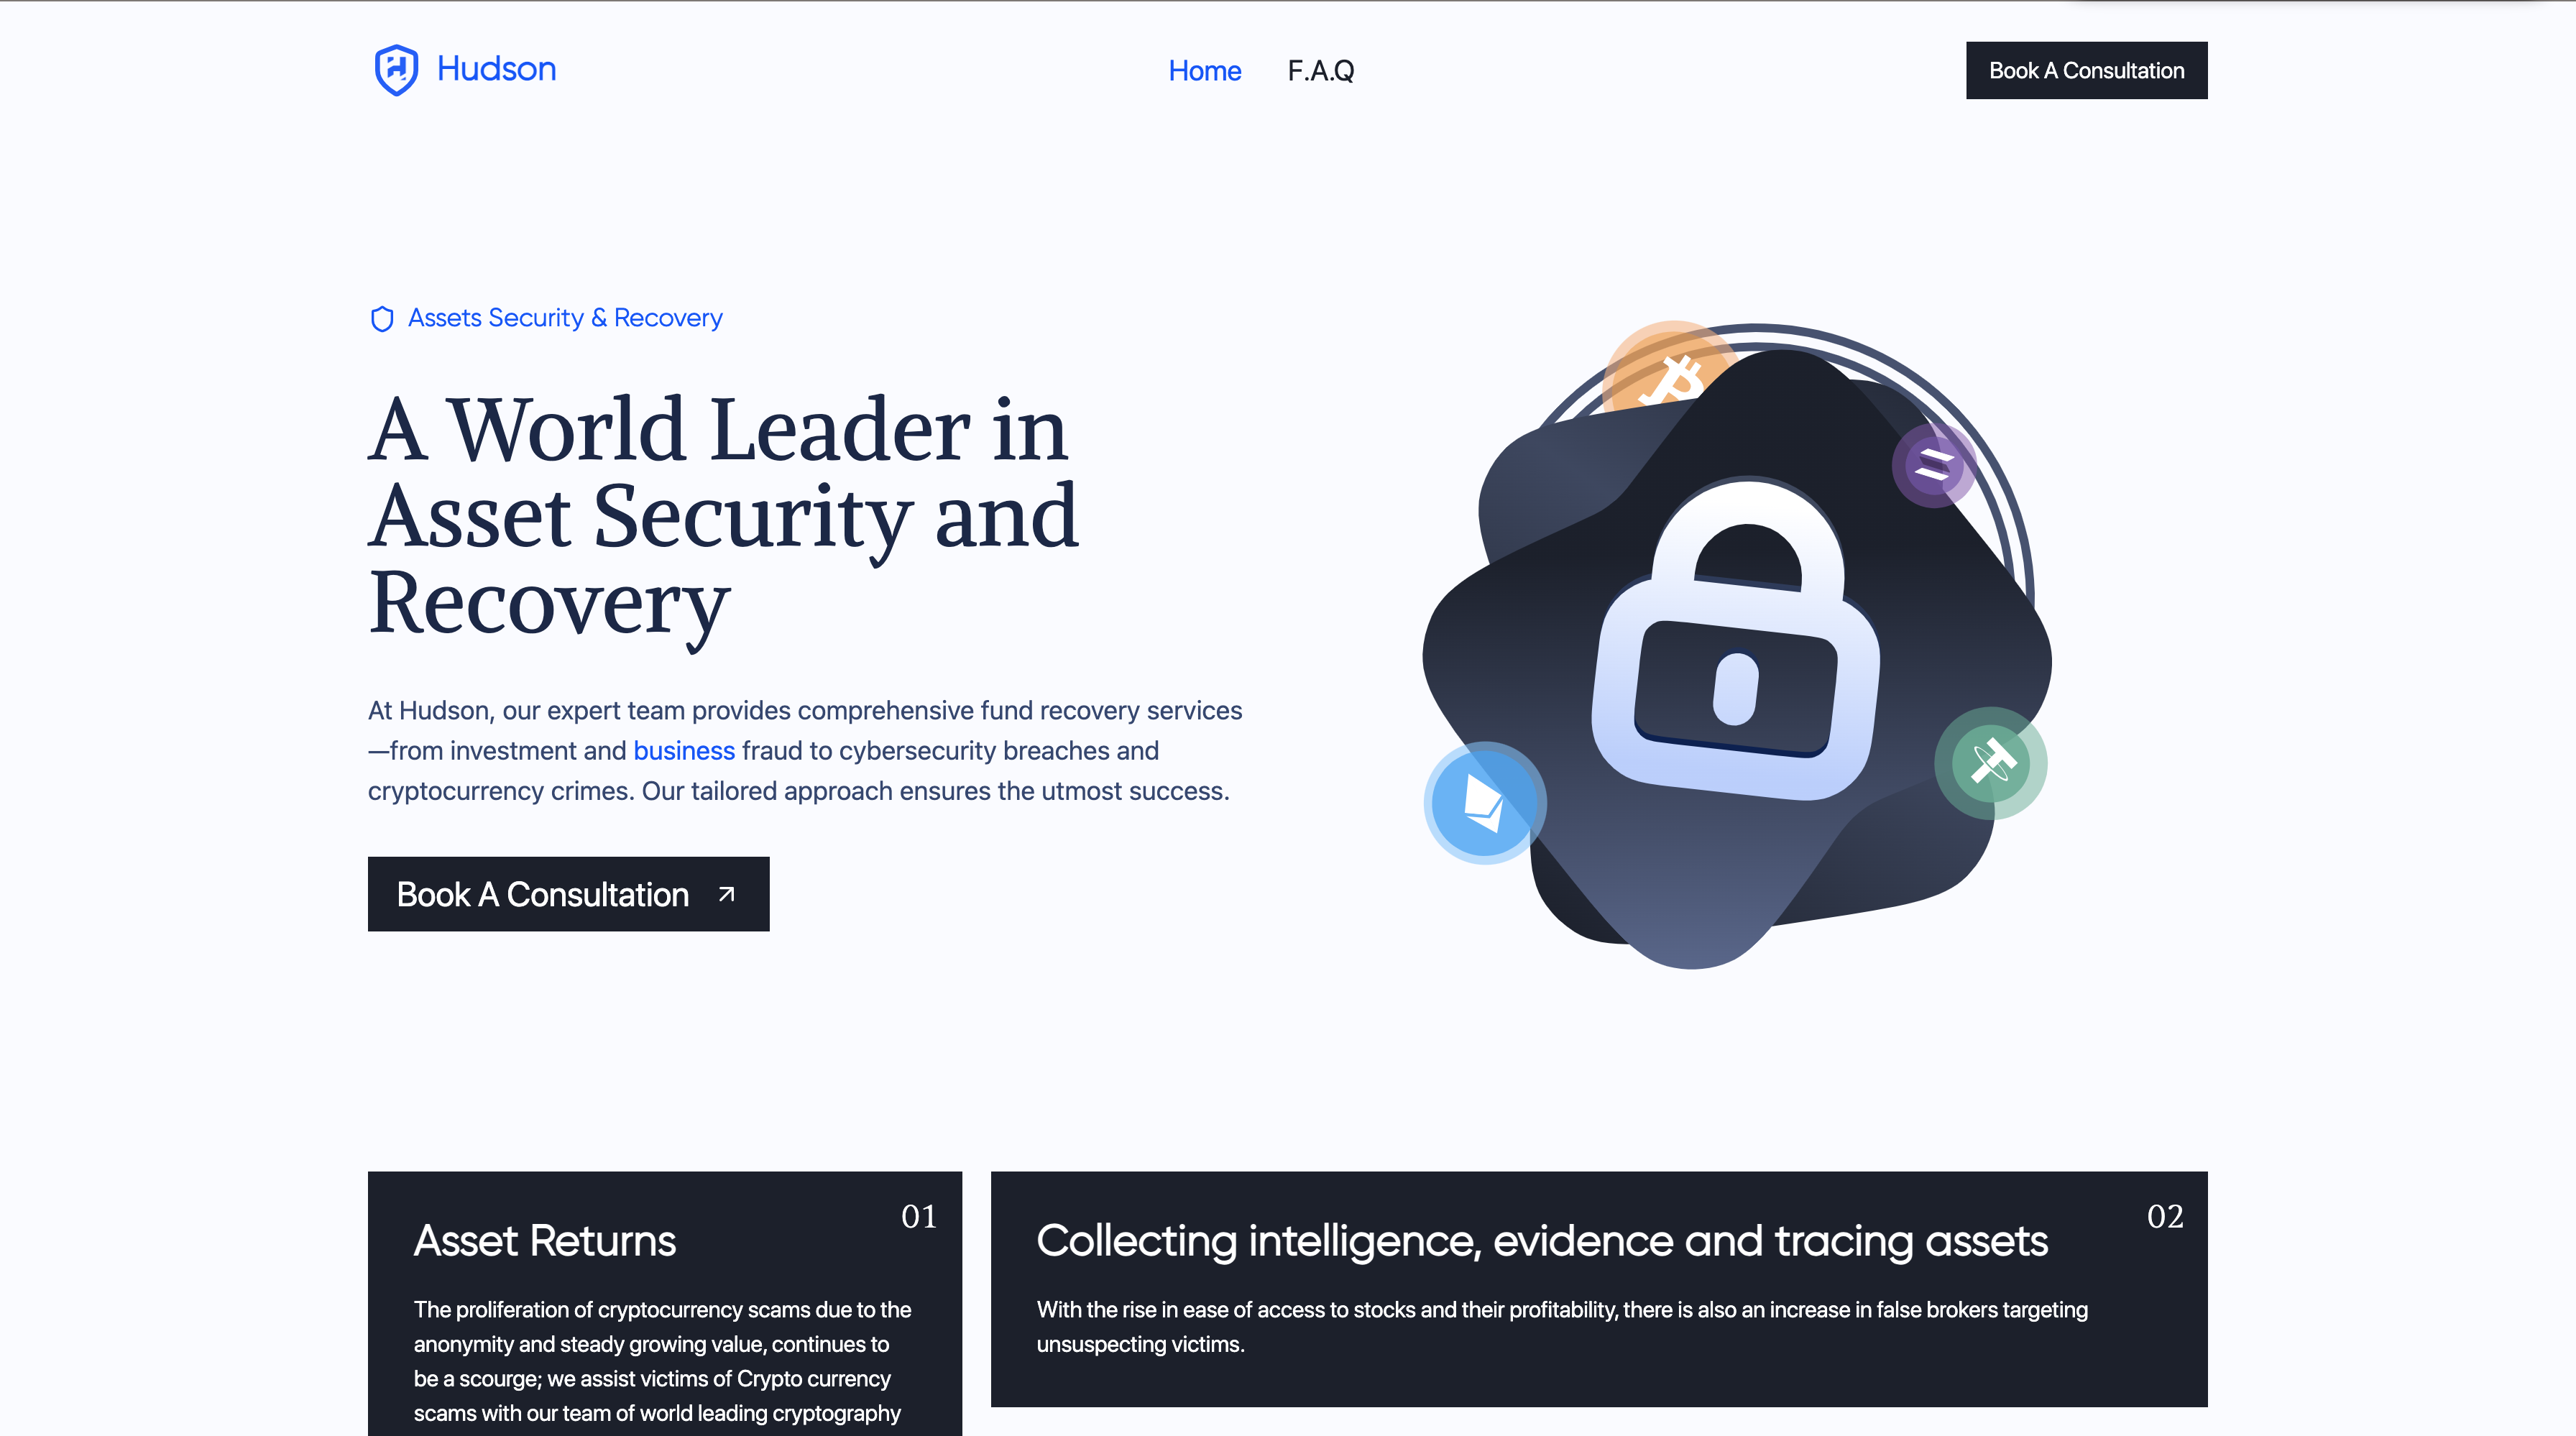 Hudson
Home
F.A.Q
Book A Consultation
Assets Security & Recovery
A World Leader in
Asset Security and
Recovery
At Hudson, our expert team provides comprehensive fund recovery services
—from investment and business fraud to cybersecurity breaches and
cryptocurrency crimes. Our tailored approach ensures the utmost success.
Book A Consultation
01
Asset Returns
The proliferation of cryptocurrency scams due to the
anonymity and steady growing value, continues to
be a scourge; we assist victims of Crypto currency
scams with our team of world leading cryptography
02
Collecting intelligence, evidence and tracing assets
With the rise in ease of access to stocks and their profitability, there is also an increase in false brokers targeting
unsuspecting victims.